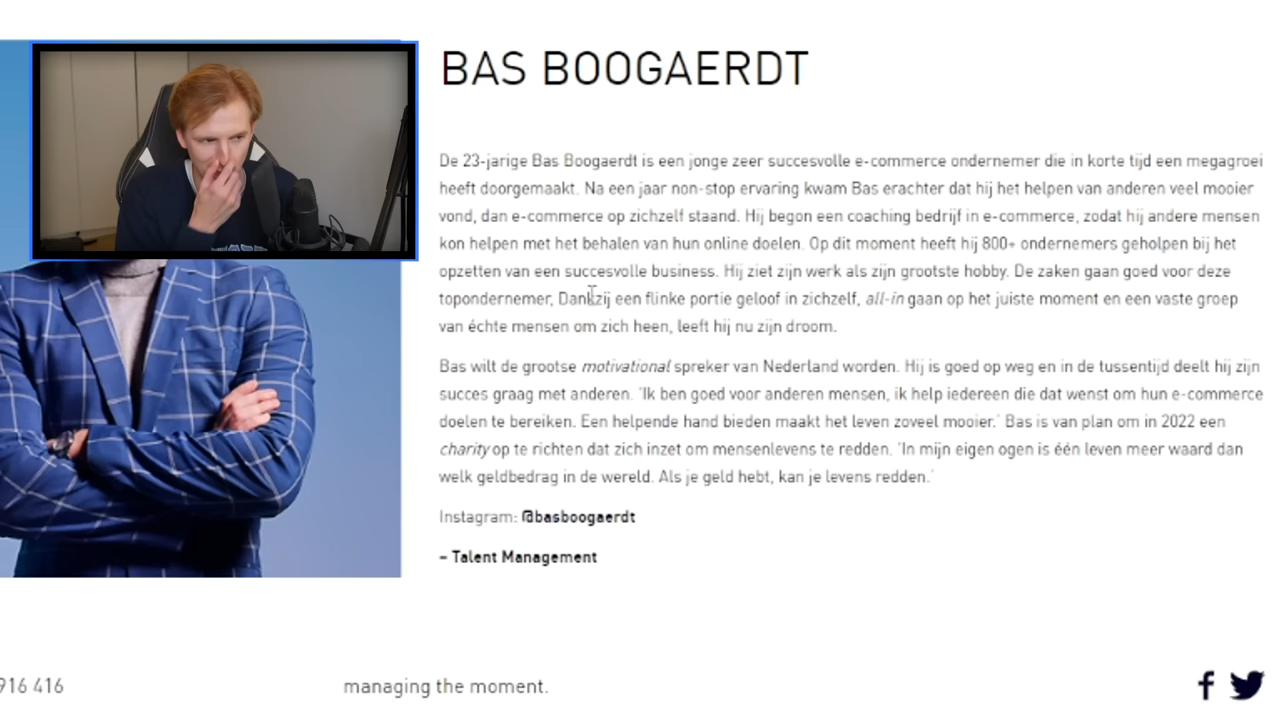 BAS BOOGAERDT
De 23-jarige Bas Boogaerdt is een jonge zeer succesvolle e-commerce ondernemer die in korte tijd een megagroei
heeft doorgemaakt. Na een jaar non-stop ervaring kwam Bas erachter dat hij het helpen van anderen veel mooier
vond, dan e-commerce op zichzelf staand. Hij begon een coaching bedrijf in e-commerce, zodat hij andere mensen
kon helpen met het behalen van hun online doelen. Op dit moment heeft hij 800+ ondernemers geholpen bij het
opzetten van een succesvolle business. Hij ziet zijn werk als zijn grootste hobby. De zaken gaan goed voor deze
topondernemer, Dankzij een flinke portie geloof in zichzelf, all-in gaan op het juiste moment en een vaste groep
van échte mensen om zich heen, leeft hij nu zijn droom.
Bas wilt de grootse motivational spreker van Nederland worden. Hij is goed op weg en in de tussentijd deelt hij zijn
succes graag met anderen. 'Ik ben goed voor anderen mensen, ik help iedereen die dat wenst om hun e-commerce
doelen te bereiken. Een helpende hand bieden maakt het leven zoveel mooier.' Bas is van plan om in 2022 een
charity op te richten dat zich inzet om mensenlevens te redden. 'In mijn eigen ogen is één leven meer waard dan
welk geldbedrag in de wereld. Als je geld hebt, kan je levens redden.'
Instagram: @basboogaerdt
– Talent Management
916 416
managing the moment.